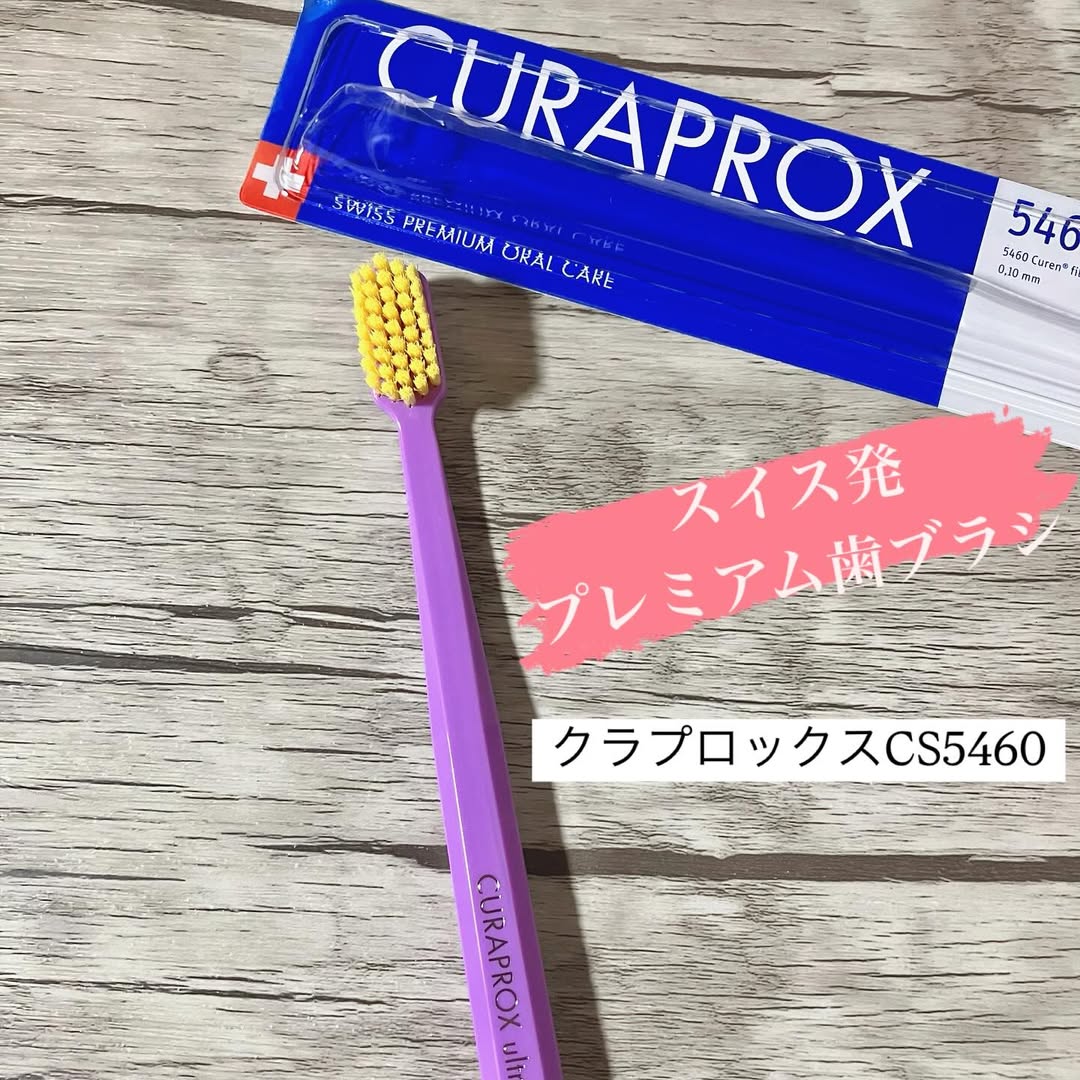 CURAPROX
SWISS PREMIUM ORAL CARE
546
5460 Curen®
0,10 mm
スイス発
プレミアム歯ブラシ
クラプロックスCS5460
CURAPROX